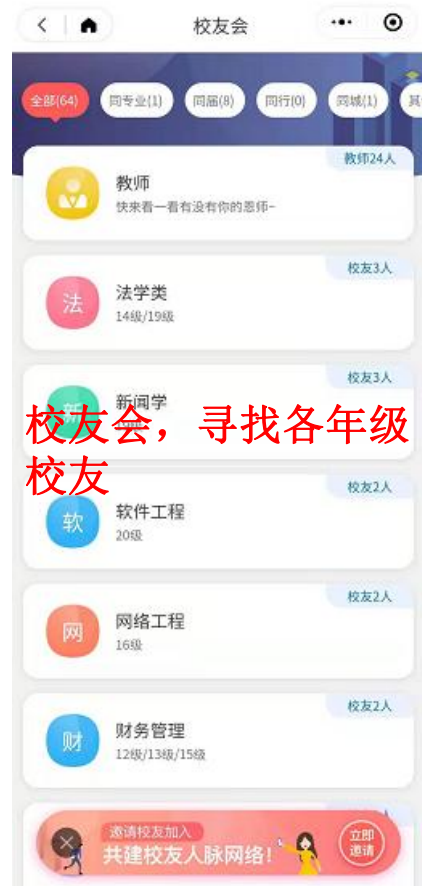 校友会
全部(64) 同专业(1) 同届(8) 同行(0) 同城(1)
教师24人
教师
快来看一看有没有你的恩师~
校友3人
法
法学类
14级/19级
校友3人
新
新闻学
校友会，寻找各年级
校友
校友2人
软
软件工程
20级
校友2人
网
网络工程
16级
校友2人
财
财务管理
12级/13级/15级
邀请校友加入
共建校友人脉网络!
立即
邀请